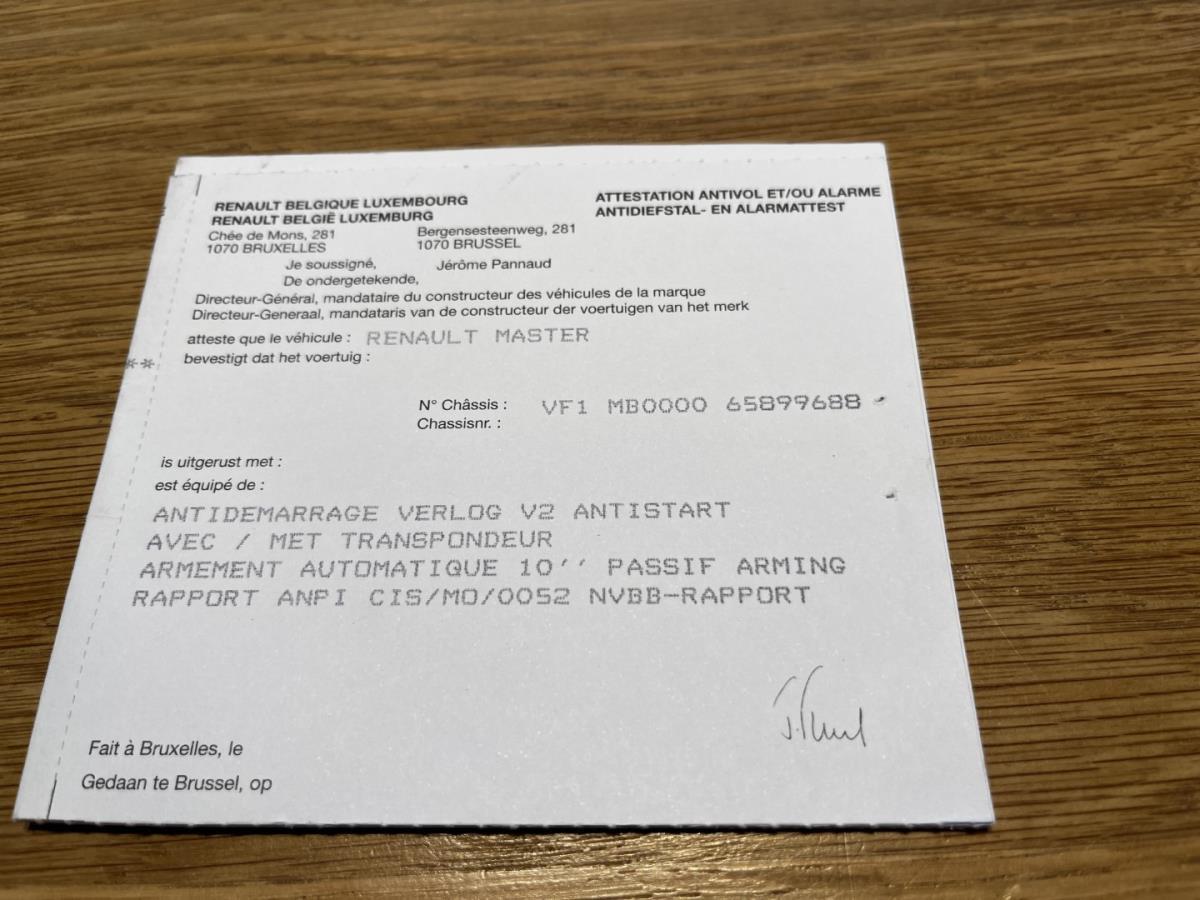 RENAULT BELGIQUE LUXEMBOURG
RENAULT BELGIË LUXEMBURG
ATTESTATION ANTIVOL ET/OU ALARME
ANTIDIEFSTAL- EN ALARMATTEST
Chée de Mons, 281
1070 BRUXELLES
Bergensesteenweg, 281
1070 BRUSSEL
Je soussigné, Jérôme Pannaud
De ondergetekende,
Directeur-Général, mandataire du constructeur des véhicules de la marque
Directeur-Generaal, mandataris van de constructeur der voertuigen van het merk
atteste que le véhicule : RENAULT MASTER
bevestigt dat het voertuig :
**
N° Châssis : VF1 MB0000 65899688
Chassisnr. :
is uitgerust met :
est équipé de :
ANTIDEMARRAGE VERLOG V2 ANTISTART
AVEC / MET TRANSPONDEUR
ARMEMENT AUTOMATIQUE 10'' PASSIF ARMING
RAPPORT ANPI CIS/MO/0052 NVBB-RAPPORT
Fait à Bruxelles, le
Gedaan te Brussel, op